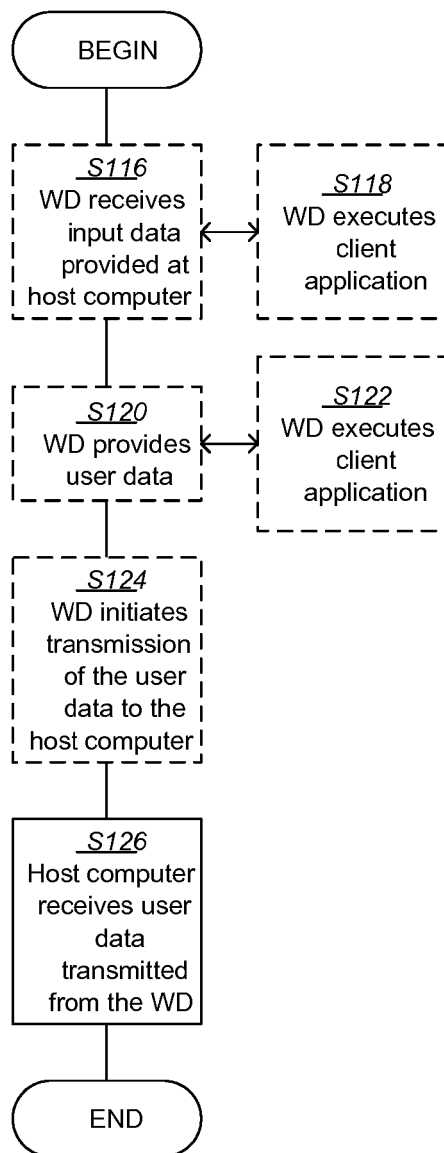 BEGIN
S116
WD receives
input data
provided at
host computer
S118
WD executes
client
application
S120
WD provides
user data
S122
WD executes
client
application
S124
WD initiates
transmission
of the user
data to the
host computer
S126
Host computer
receives user
data
transmitted
from the WD
END